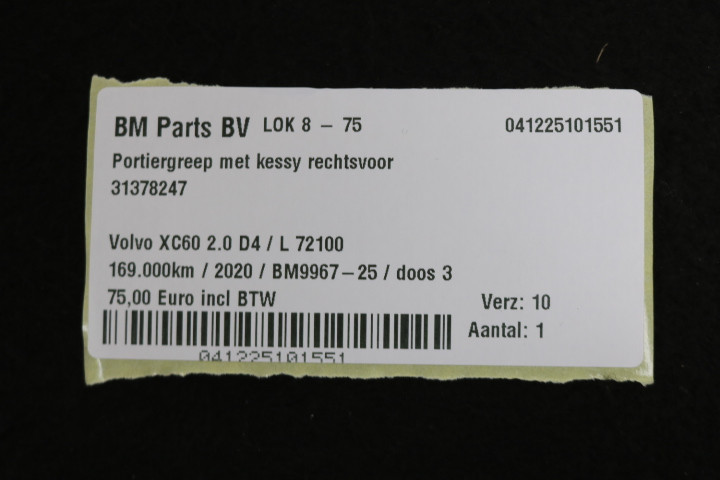 BM Parts BV LOK 8 - 75 041225101551
Portiergreep met kessy rechtsvoor
31378247
Volvo XC60 2.0 D4 / L 72100
169.000km / 2020 / BM9967-25 / doos 3
75,00 Euro incl BTW Verz: 10
Aantal: 1
041225101551